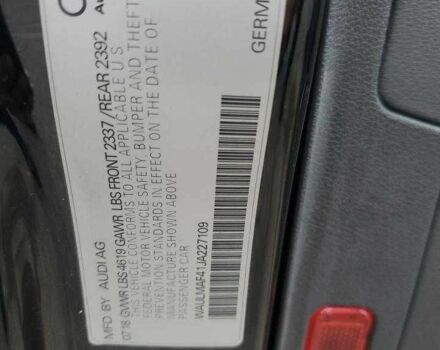 MFD. BY AUDI AG
07/18 GVWR LBS 4619 GAWR LBS FRONT 2337 / REAR 2392
THIS VEHICLE CONFORMS TO ALL APPLICABLE U.S.
FEDERAL MOTOR VEHICLE SAFETY, BUMPER AND THEFT
PREVENTION STANDARDS IN EFFECT ON THE DATE OF
MANUFACTURE SHOWN ABOVE
PASSENGER CAR
WAULMAF41JA227109
GERM